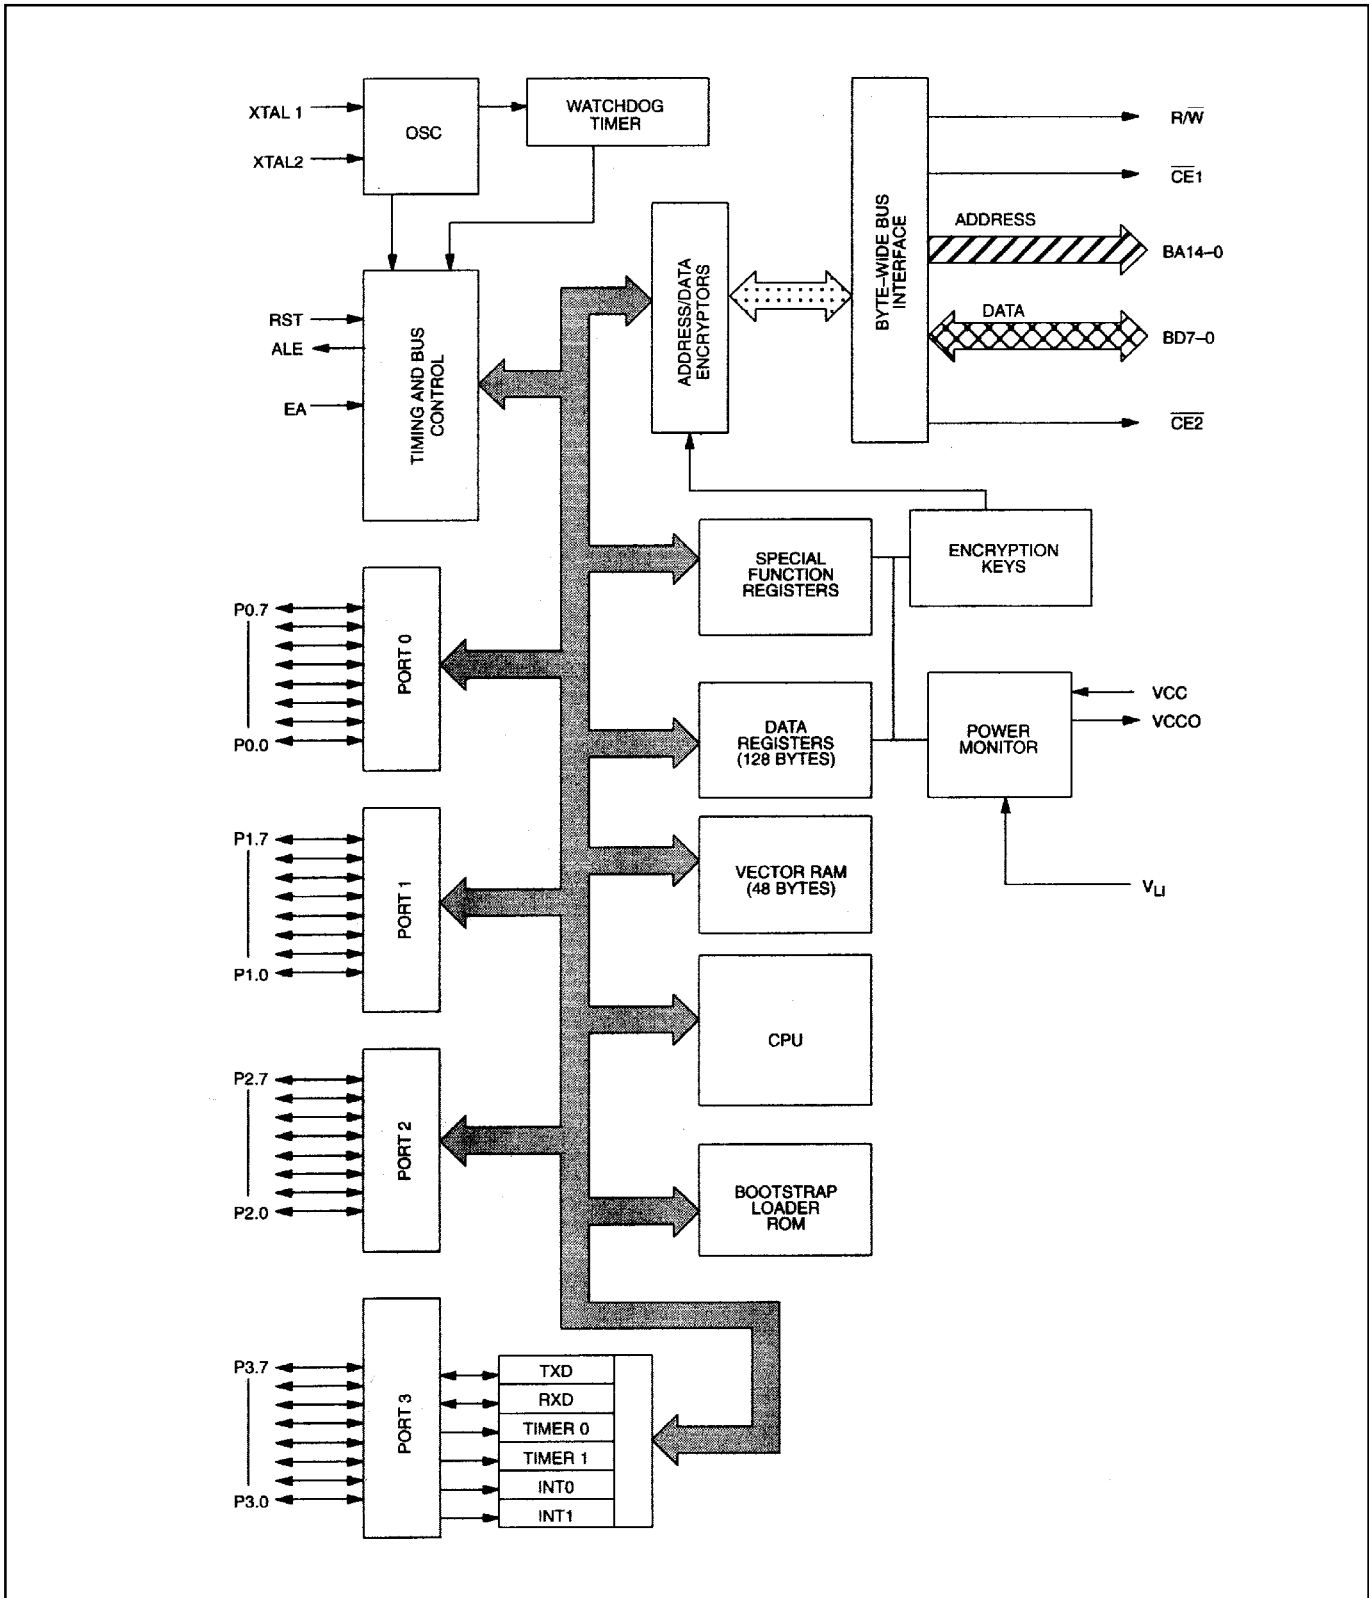 XTAL 1
XTAL2
OSC
WATCHDOG
TIMER
RST
ALE
EA
TIMING AND BUS
CONTROL
ADDRESS/DATA
ENCRYPTORS
BYTE-WIDE BUS
INTERFACE
R/W̅
C̅E̅1
ADDRESS
BA14–0
DATA
BD7–0
C̅E̅2̅
SPECIAL
FUNCTION
REGISTERS
ENCRYPTION
KEYS
P0.7
P0.0
PORT 0
DATA
REGISTERS
(128 BYTES)
POWER
MONITOR
VCC
VCCO
VLI
P1.7
P1.0
PORT 1
VECTOR RAM
(48 BYTES)
CPU
P2.7
P2.0
PORT 2
BOOTSTRAP
LOADER
ROM
P3.7
P3.0
PORT 3
TXD
RXD
TIMER 0
TIMER 1
INT0
INT1